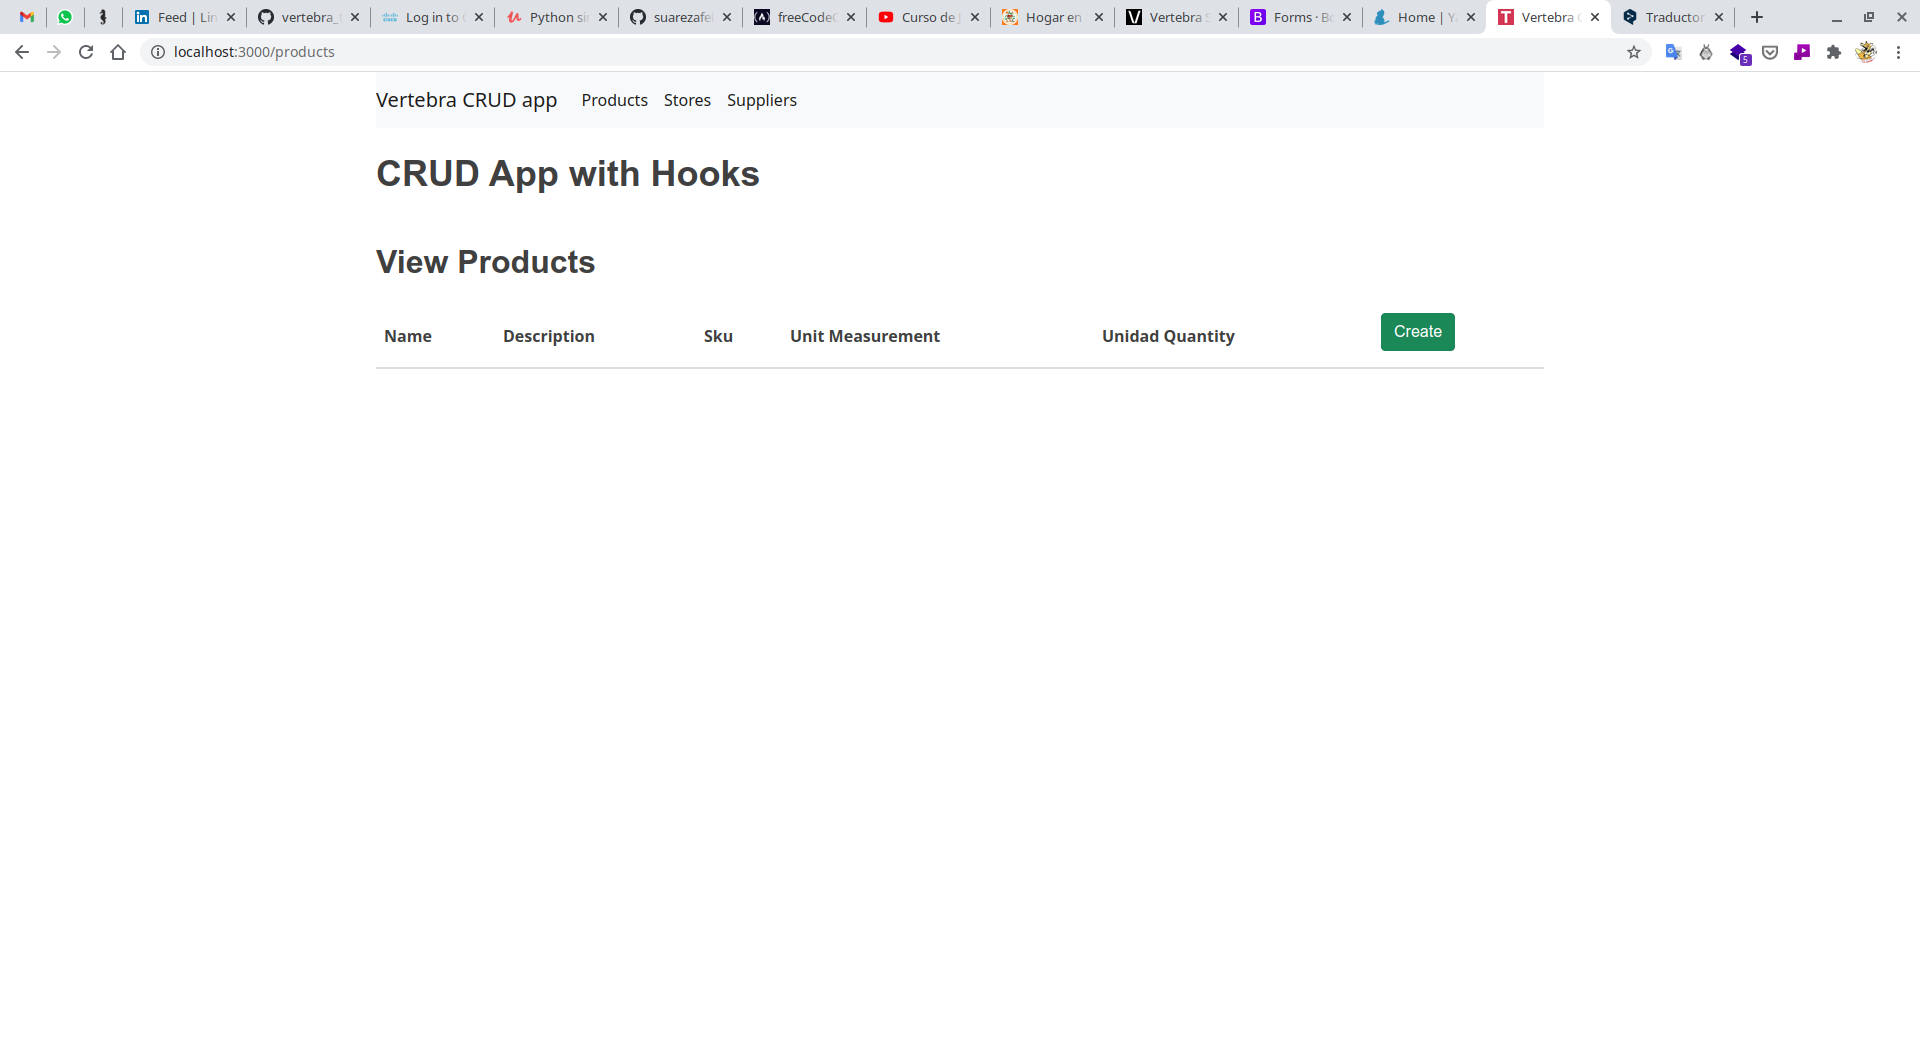 Feed | Lin
vertebra_
Log in to
Python si
suarezafe
freeCode
Curso de
Hogar en
Vertebra
Forms · Bo
Home | Y
Vertebra
Traductor
localhost:3000/products
5
Vertebra CRUD app Products Stores Suppliers
CRUD App with Hooks
View Products
Name Description Sku Unit Measurement Unidad Quantity Create